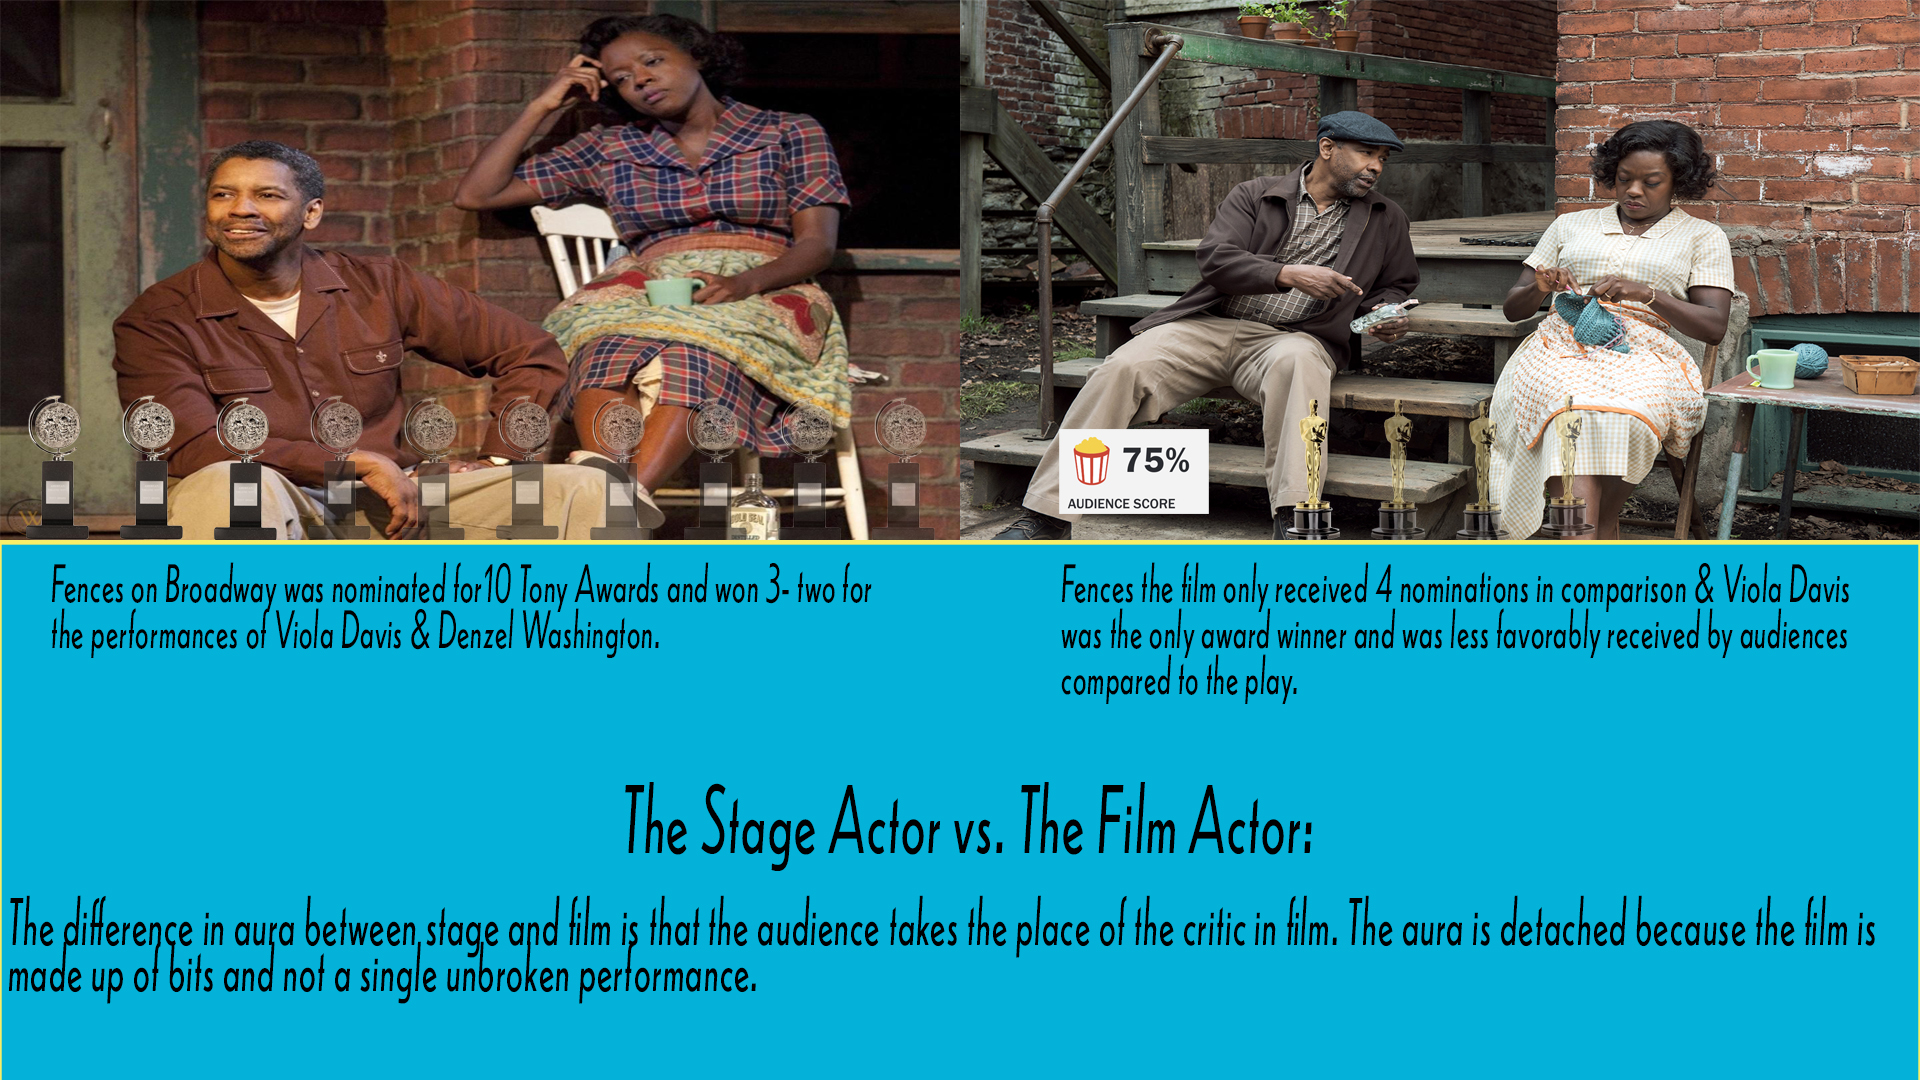 75%
AUDIENCE SCORE
W
Fences on Broadway was nominated for10 Tony Awards and won 3- two for
the performances of Viola Davis & Denzel Washington.
Fences the film only received 4 nominations in comparison & Viola Davis
was the only award winner and was less favorably received by audiences
compared to the play.
The Stage Actor vs. The Film Actor:
The difference in aura between stage and film is that the audience takes the place of the critic in film. The aura is detached because the film is
made up of bits and not a single unbroken performance.